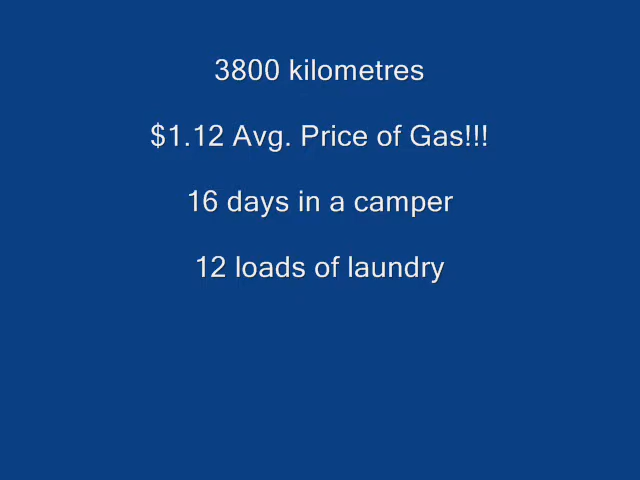 3800 kilometres
$1.12 Avg. Price of Gas!!!
16 days in a camper
12 loads of laundry